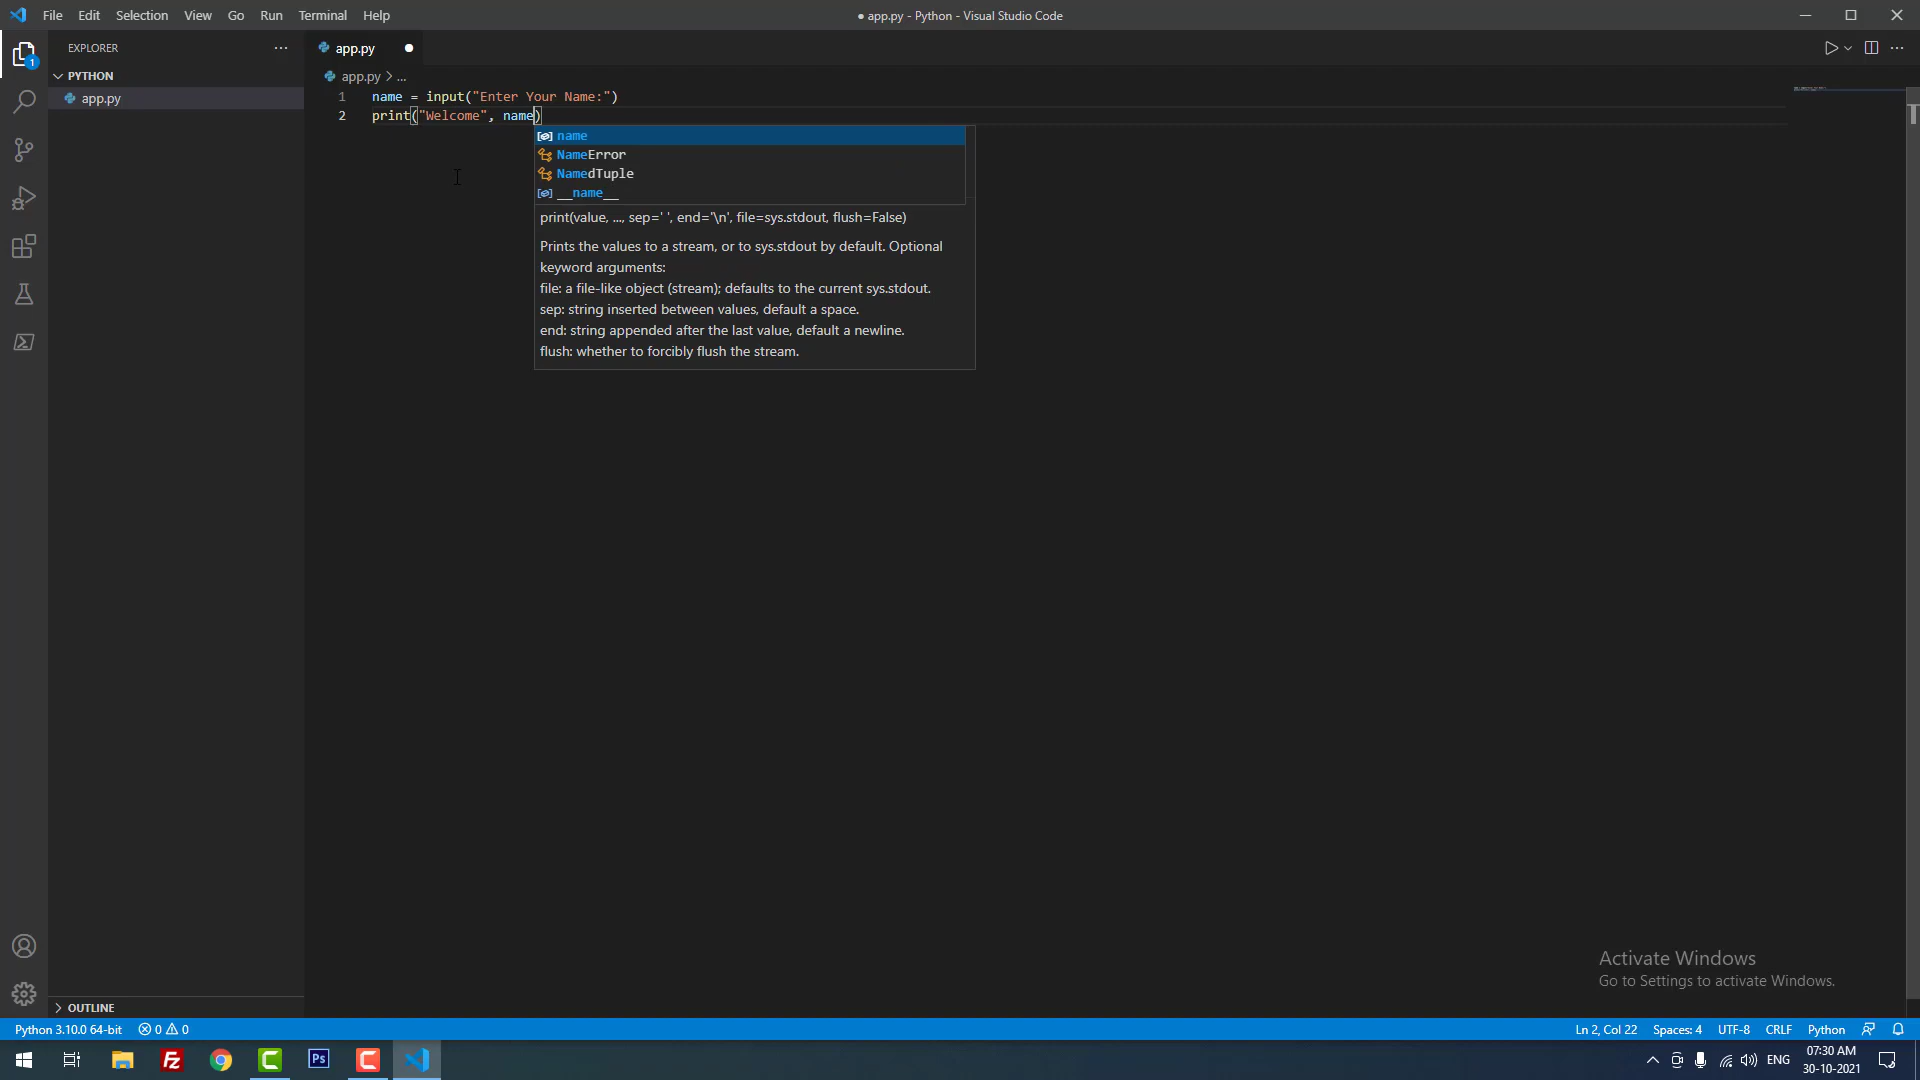 File Edit Selection View Go Run Terminal Help
● app.py - Python - Visual Studio Code
EXPLORER
app.py
1
PYTHON
app.py > ...
app.py
1 name = input("Enter Your Name:")
2 print("Welcome", name)
name
NameError
NamedTuple
__name__
print(value, ..., sep=' ', end='\n', file=sys.stdout, flush=False)
Prints the values to a stream, or to sys.stdout by default. Optional
keyword arguments:
file: a file-like object (stream); defaults to the current sys.stdout.
sep: string inserted between values, default a space.
end: string appended after the last value, default a newline.
flush: whether to forcibly flush the stream.
Activate Windows
Go to Settings to activate Windows.
OUTLINE
Python 3.10.0 64-bit 0 0 Ln 2, Col 22 Spaces: 4 UTF-8 CRLF Python
Fz Ps ENG
07:30 AM
30-10-2021